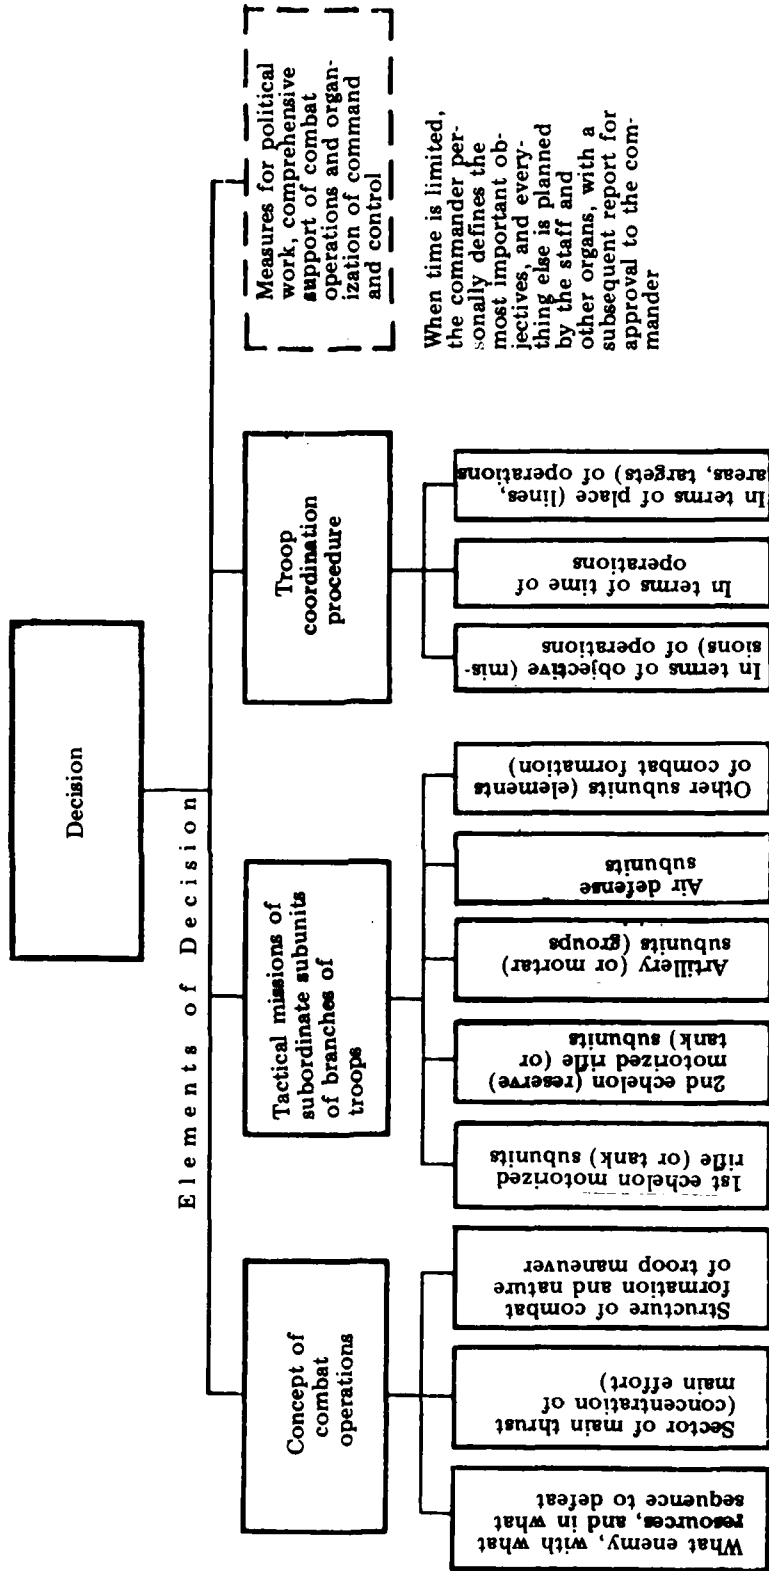 Decision
Elements of Decision
Concept of
combat
operations
What enemy, with what
resources, and in what
sequence to defeat
Sector of main thrust
(concentration of
main effort)
Structure of combat
formation and nature
of troop maneuver
Tactical missions of
subordinate subunits
of branches of
troops
1st echelon motorized
rifle (or tank) subunits
2nd echelon (reserve)
motorized rifle (or
tank) subunits
Artillery (or mortar)
subunits (groups
Air defense
subunits
Other subunits (elements
of combat formation)
Troop
coordination
procedure
In terms of objective (mis-
sions) of operations
In terms of time of
operations
In terms of place (lines,
areas, targets) of operations
Measures for political
work, comprehensive
support of combat
operations and organ-
ization of command
and control
When time is limited,
the commander per-
sonally defines the
most important ob-
jectives, and every-
thing else is planned
by the staff and
other organs, with a
subsequent report for
approval to the com-
mander